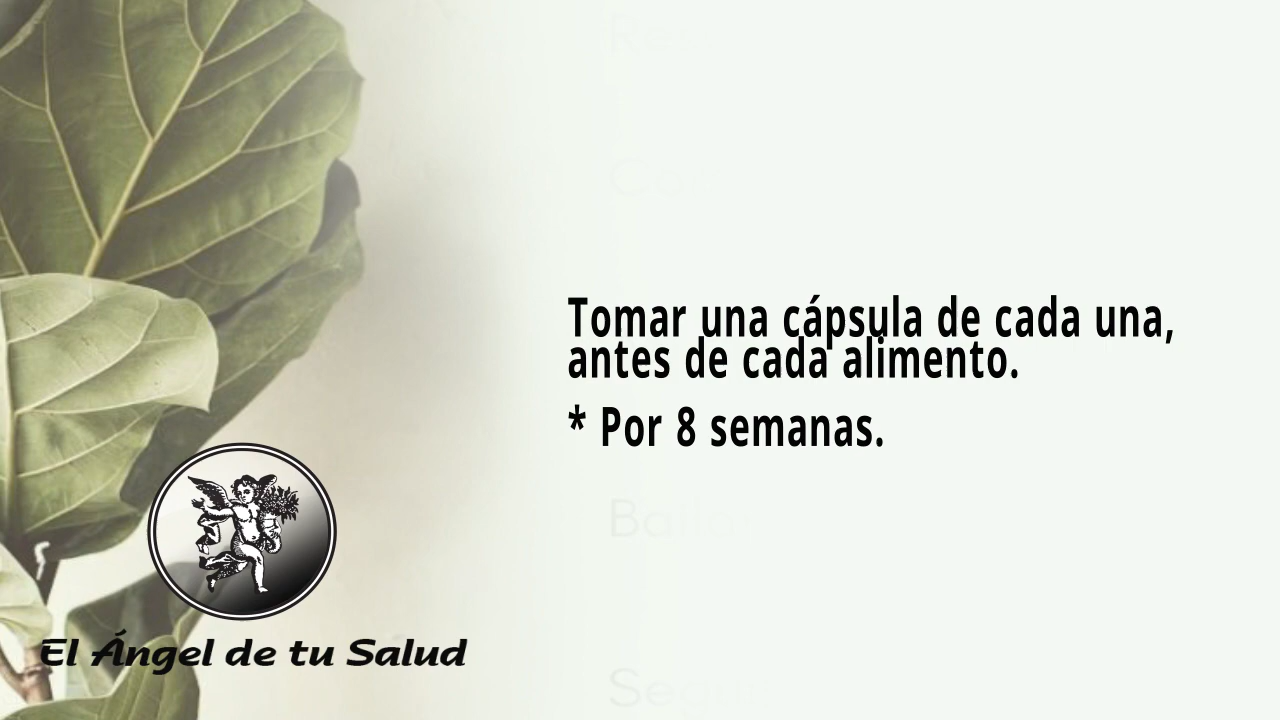 Tomar una cápsula de cada una,
antes de cada alimento.
* Por 8 semanas.
El Ángel de tu Salud